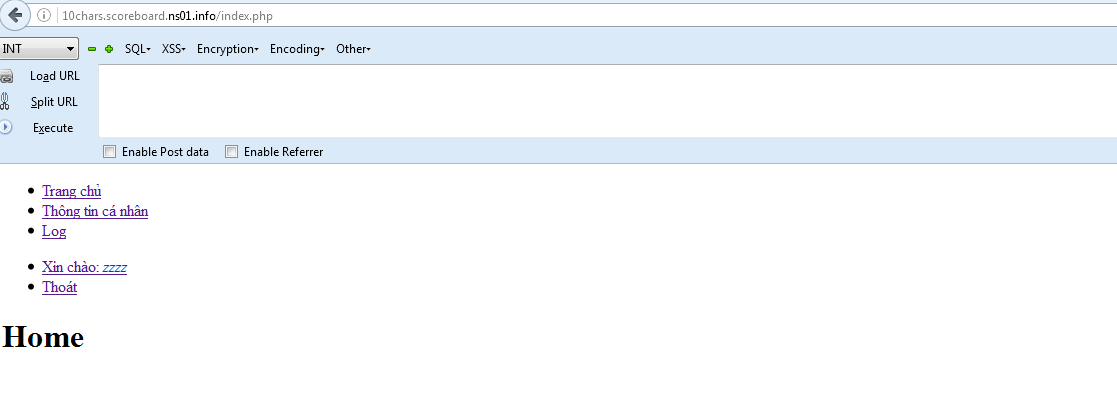 10chars.scoreboard.ns01.info/index.php
INT SQL XSS Encryption Encoding Other
Load URL
Split URL
Execute
Enable Post data Enable Referrer
Trang chủ
Thông tin cá nhân
Log
Xin chào: zzzz
Thoát
Home